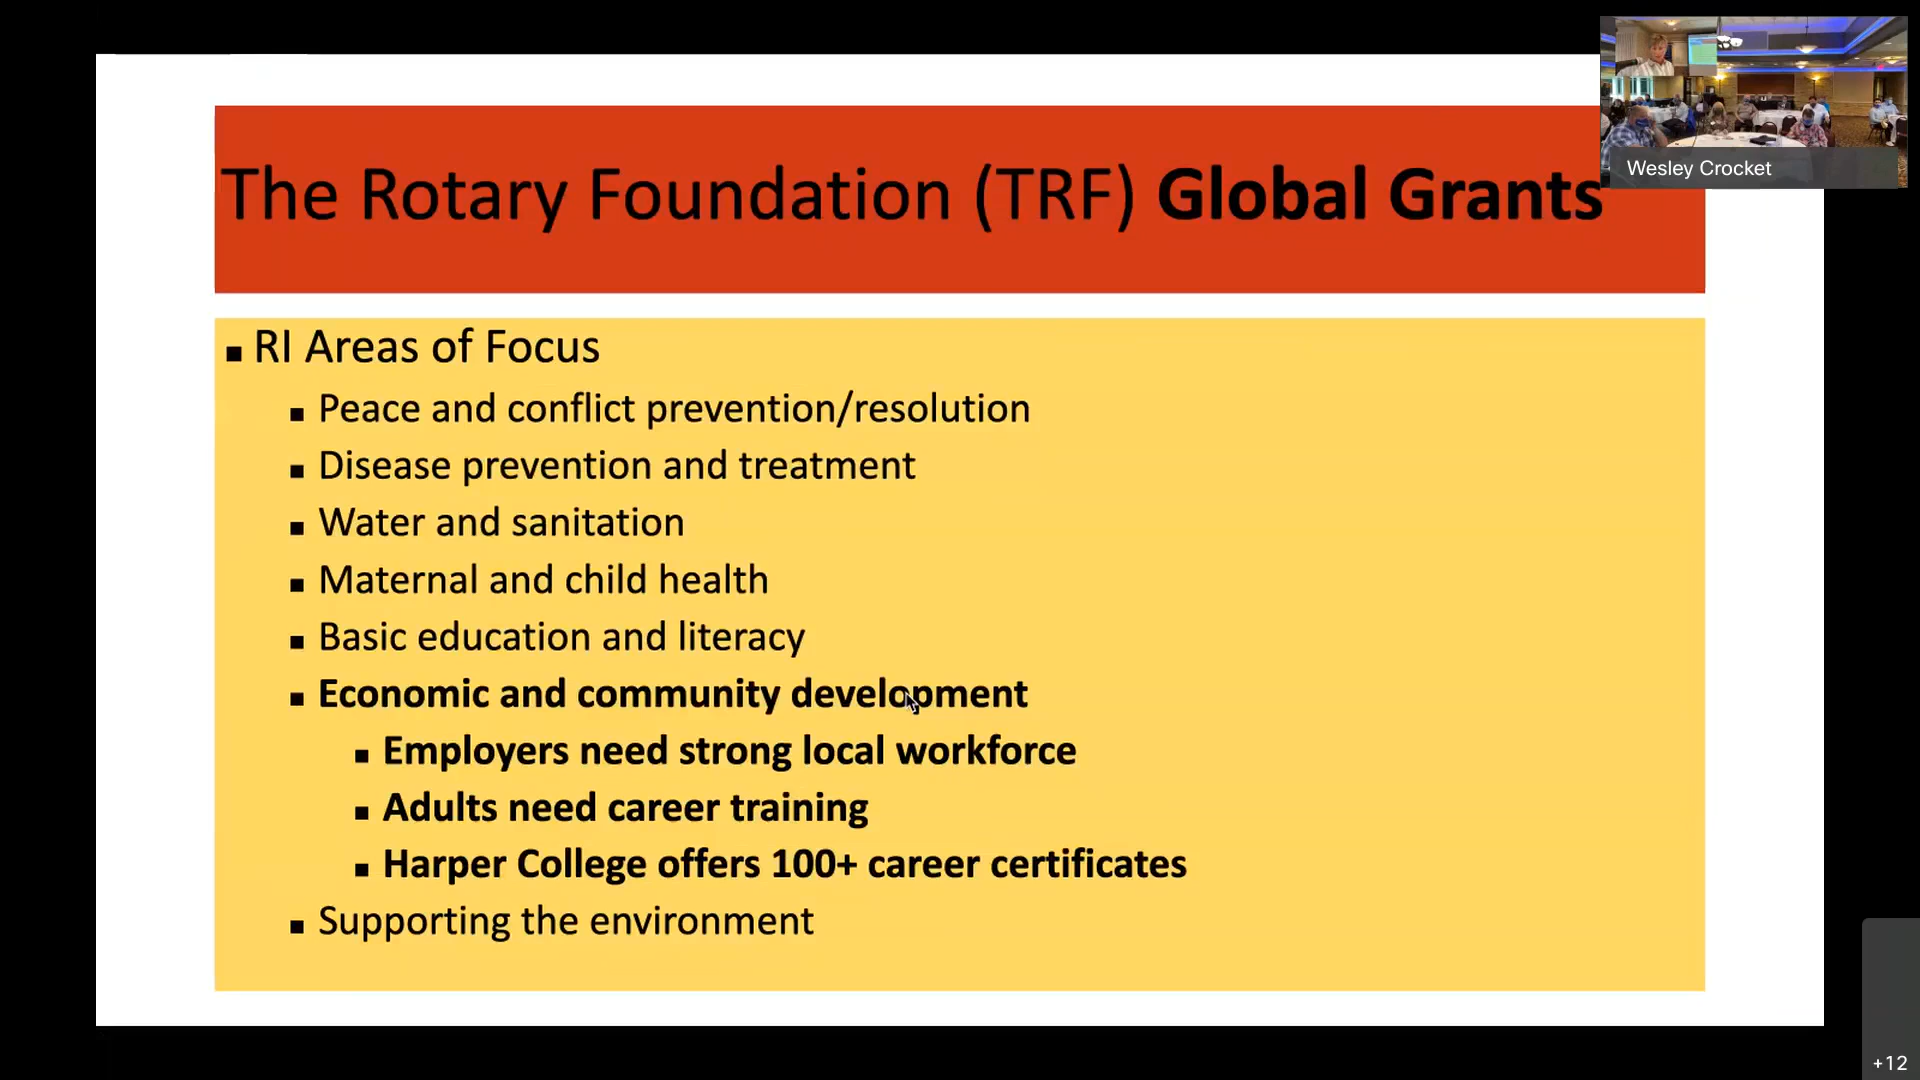 The Rotary Foundation (TRF) Global Grants
Wesley Crocket
▪ RI Areas of Focus
▪ Peace and conflict prevention/resolution
▪ Disease prevention and treatment
▪ Water and sanitation
▪ Maternal and child health
▪ Basic education and literacy
▪ Economic and community development
▪ Employers need strong local workforce
▪ Adults need career training
▪ Harper College offers 100+ career certificates
▪ Supporting the environment
+12